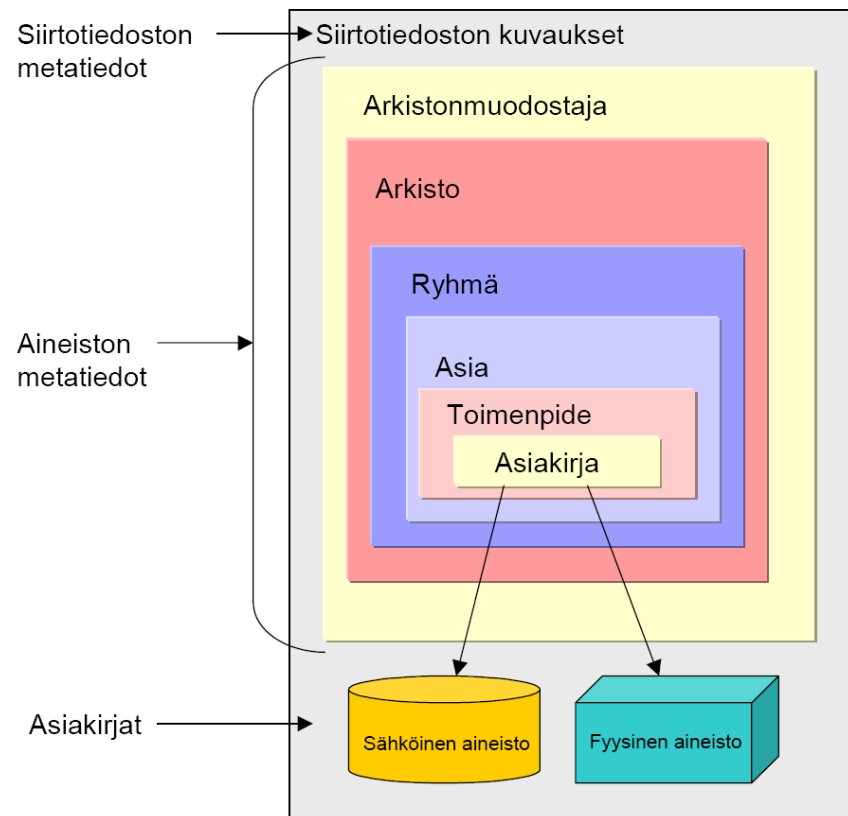 Siirtotiedoston
metatiedot
Siirtotiedoston kuvaukset
Arkistonmuodostaja
Arkisto
Ryhmä
Aineiston
metatiedot
Asia
Toimenpide
Asiakirja
Asiakirjat
Sähköinen aineisto
Fyysinen aineisto